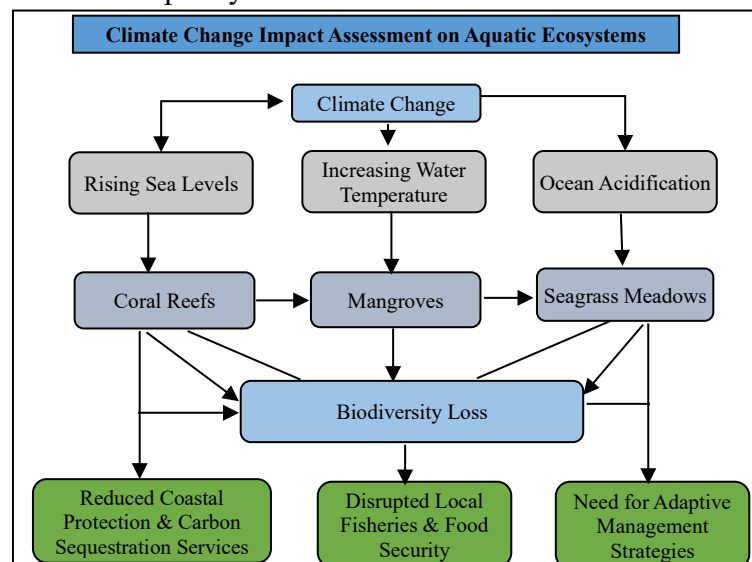 Climate Change Impact Assessment on Aquatic Ecosystems
Climate Change
Rising Sea Levels
Increasing Water
Temperature
Ocean Acidification
Coral Reefs
Mangroves
Seagrass Meadows
Biodiversity Loss
Reduced Coastal
Protection & Carbon
Sequestration Services
Disrupted Local
Fisheries & Food
Security
Need for Adaptive
Management
Strategies